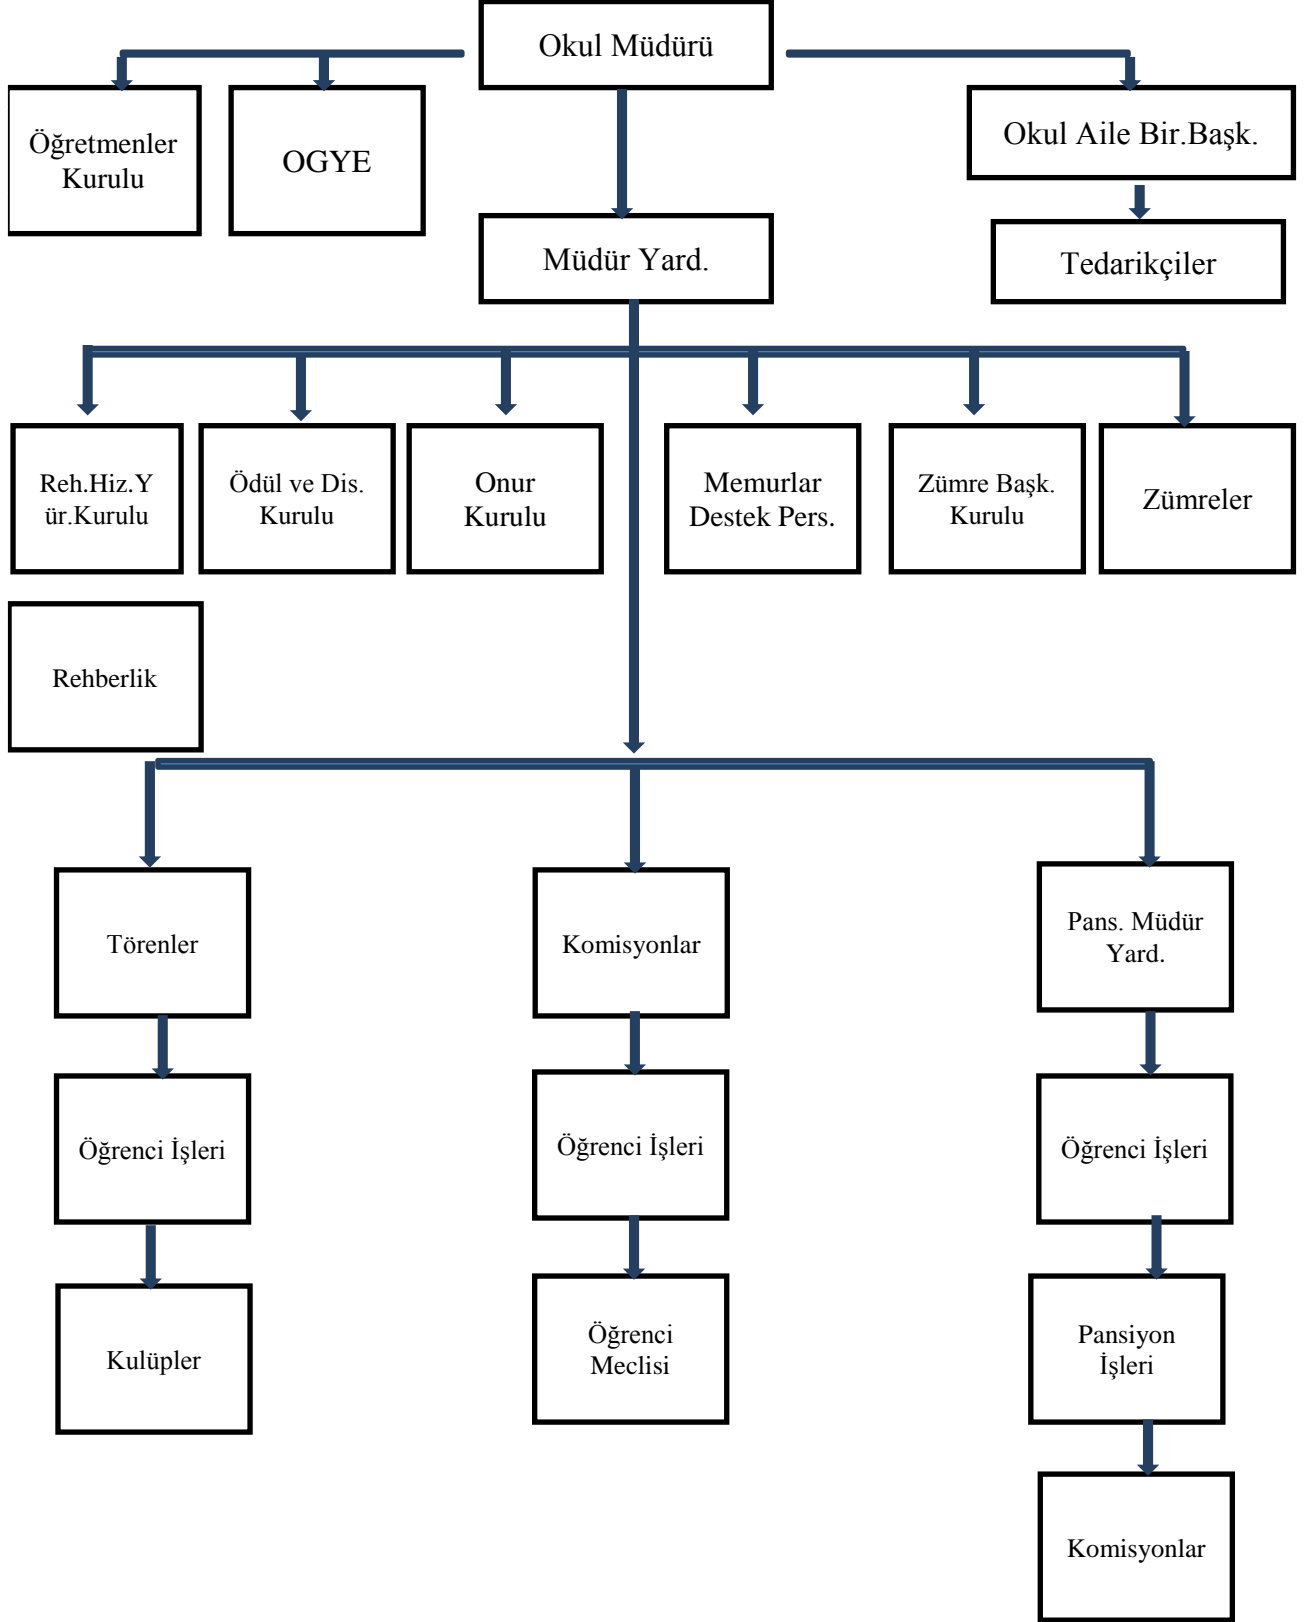 Okul Müdürü
Öğretmenler
Kurulu
OGYE
Okul Aile Bir.Başk.
Müdür Yard.
Tedarikçiler
Reh.Hiz.Y
ür.Kurulu
Ödül ve Dis.
Kurulu
Onur
Kurulu
Memurlar
Destek Pers.
Zümre Başk.
Kurulu
Zümreler
Rehberlik
Törenler
Komisyonlar
Pans. Müdür
Yard.
Öğrenci İşleri
Öğrenci İşleri
Öğrenci İşleri
Kulüpler
Öğrenci
Meclisi
Pansiyon
İşleri
Komisyonlar